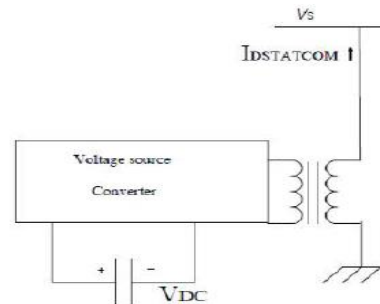 Vs
IDSTATCOM ↑
Voltage source
Converter
+ −
VDC